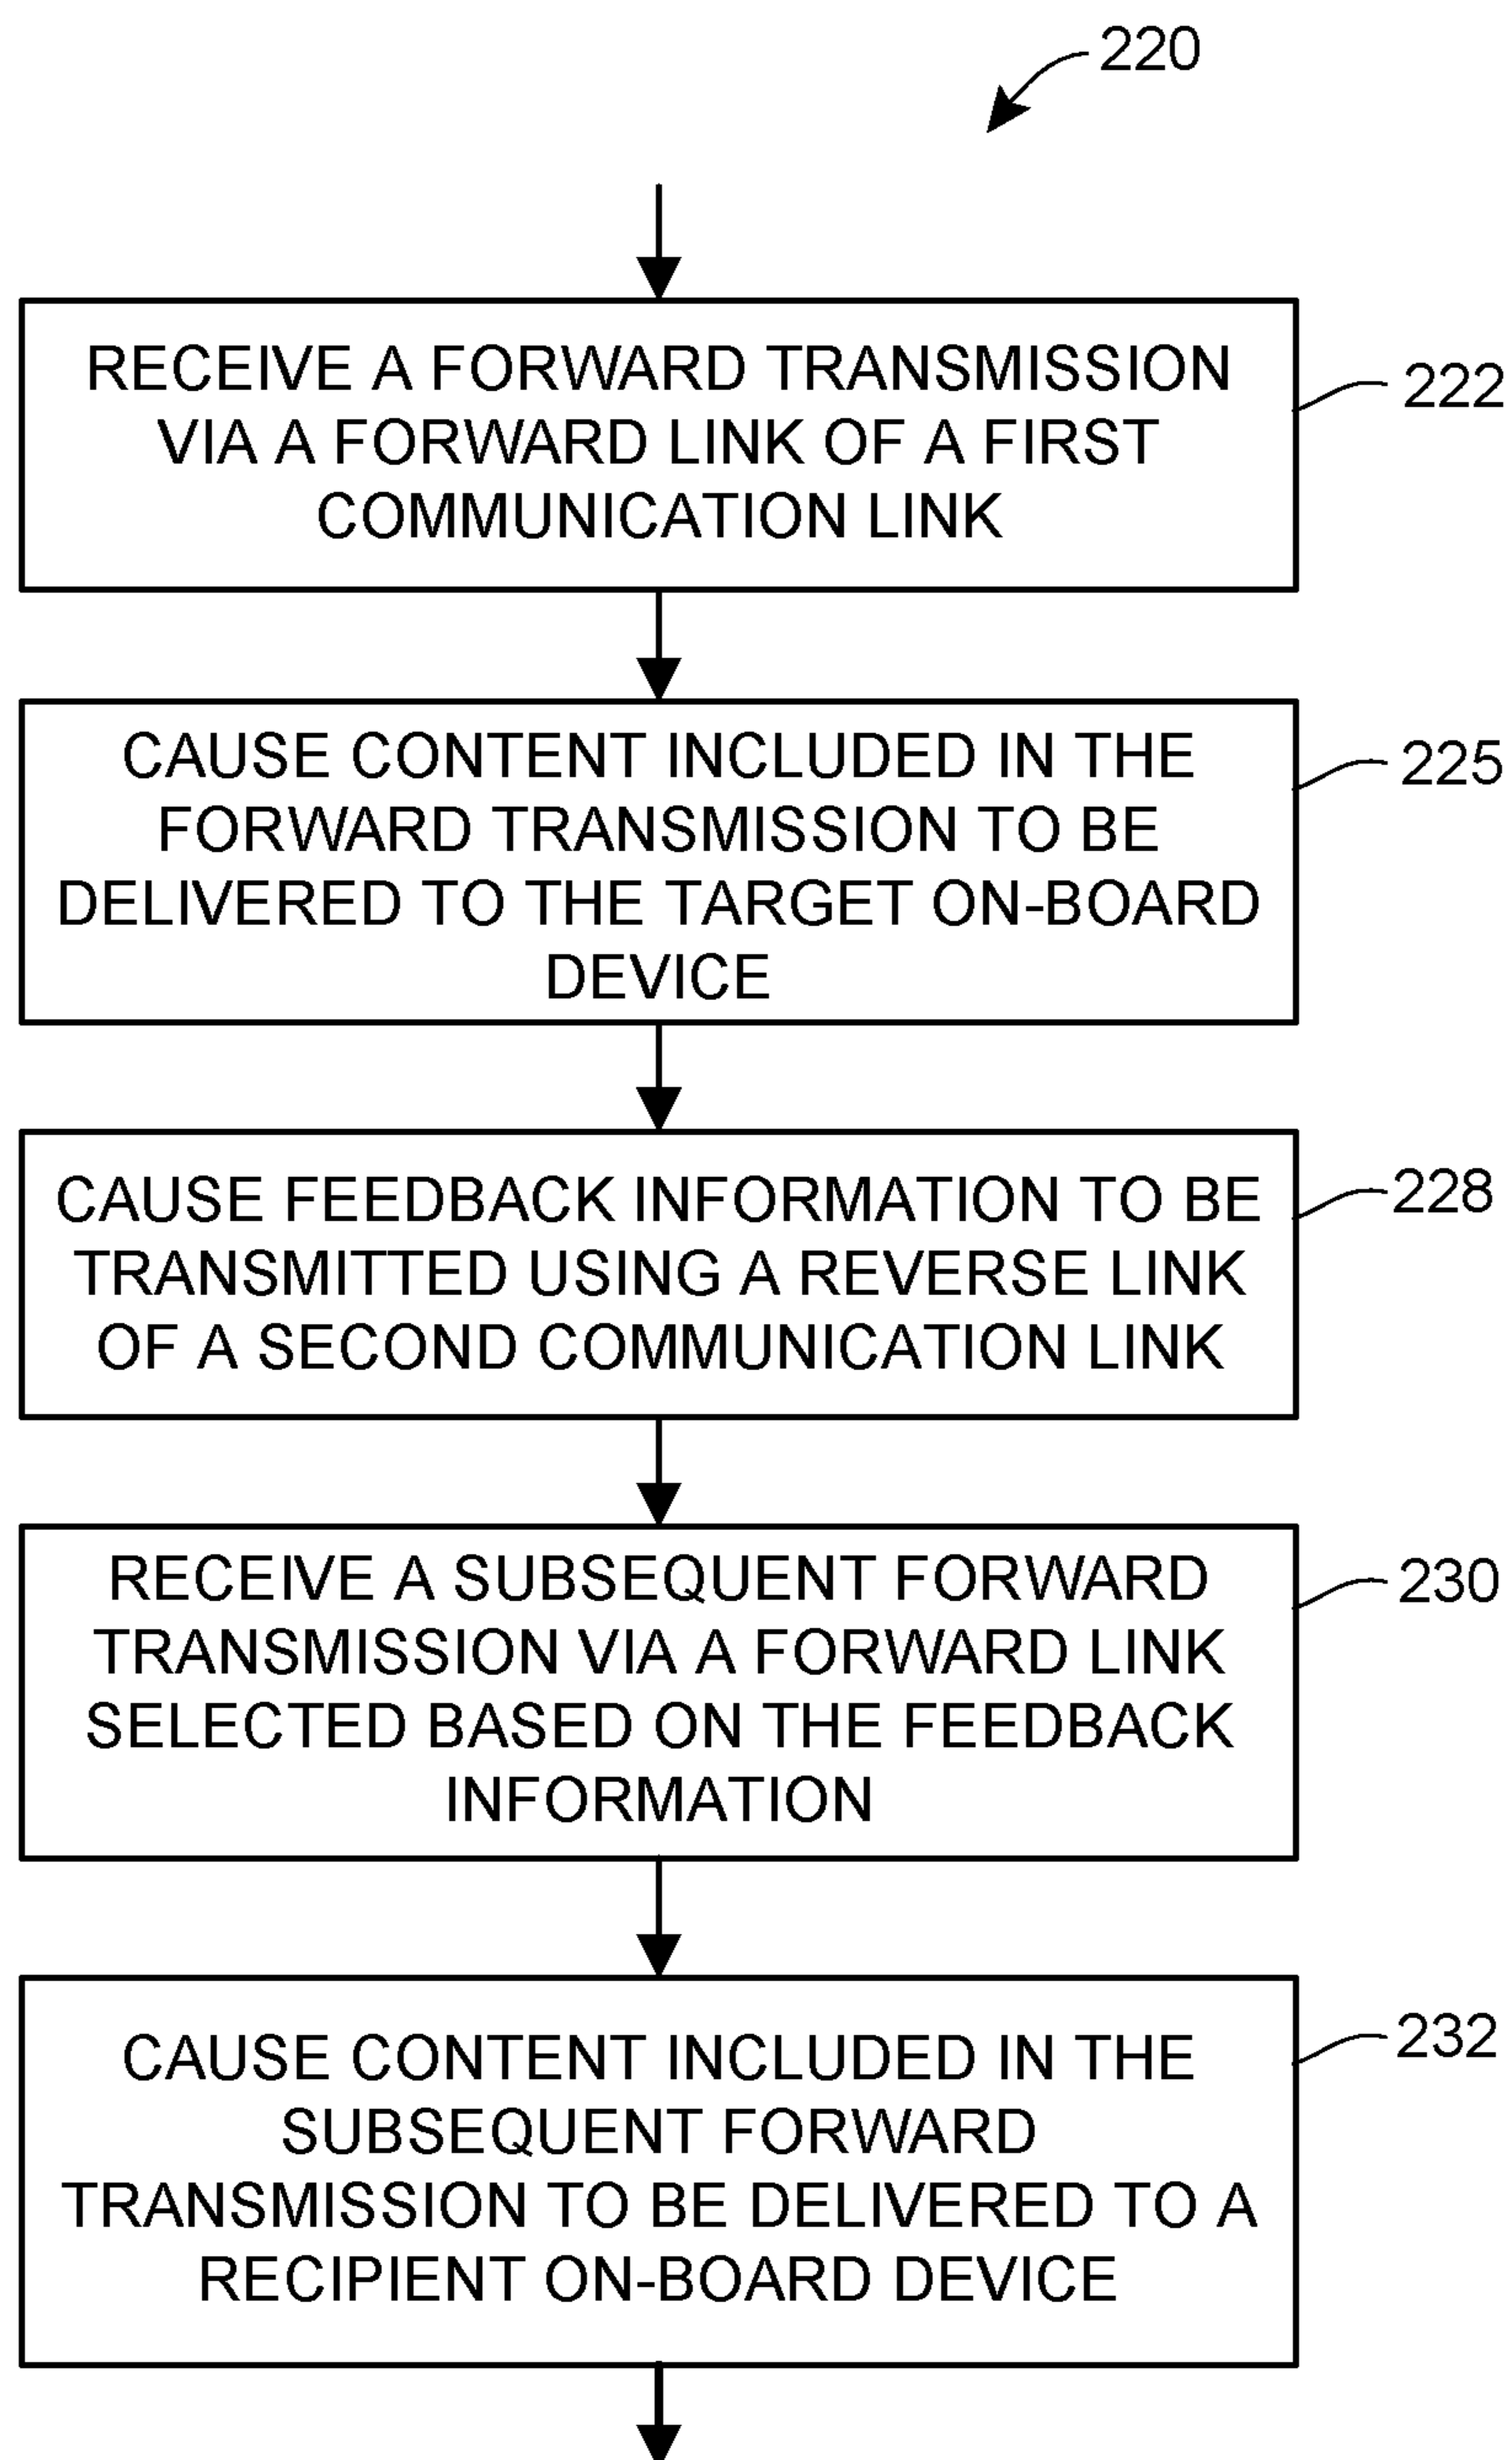 220
RECEIVE A FORWARD TRANSMISSION
VIA A FORWARD LINK OF A FIRST
COMMUNICATION LINK
222
CAUSE CONTENT INCLUDED IN THE
FORWARD TRANSMISSION TO BE
DELIVERED TO THE TARGET ON-BOARD
DEVICE
225
CAUSE FEEDBACK INFORMATION TO BE
TRANSMITTED USING A REVERSE LINK
OF A SECOND COMMUNICATION LINK
228
RECEIVE A SUBSEQUENT FORWARD
TRANSMISSION VIA A FORWARD LINK
SELECTED BASED ON THE FEEDBACK
INFORMATION
230
CAUSE CONTENT INCLUDED IN THE
SUBSEQUENT FORWARD
TRANSMISSION TO BE DELIVERED TO A
RECIPIENT ON-BOARD DEVICE
232